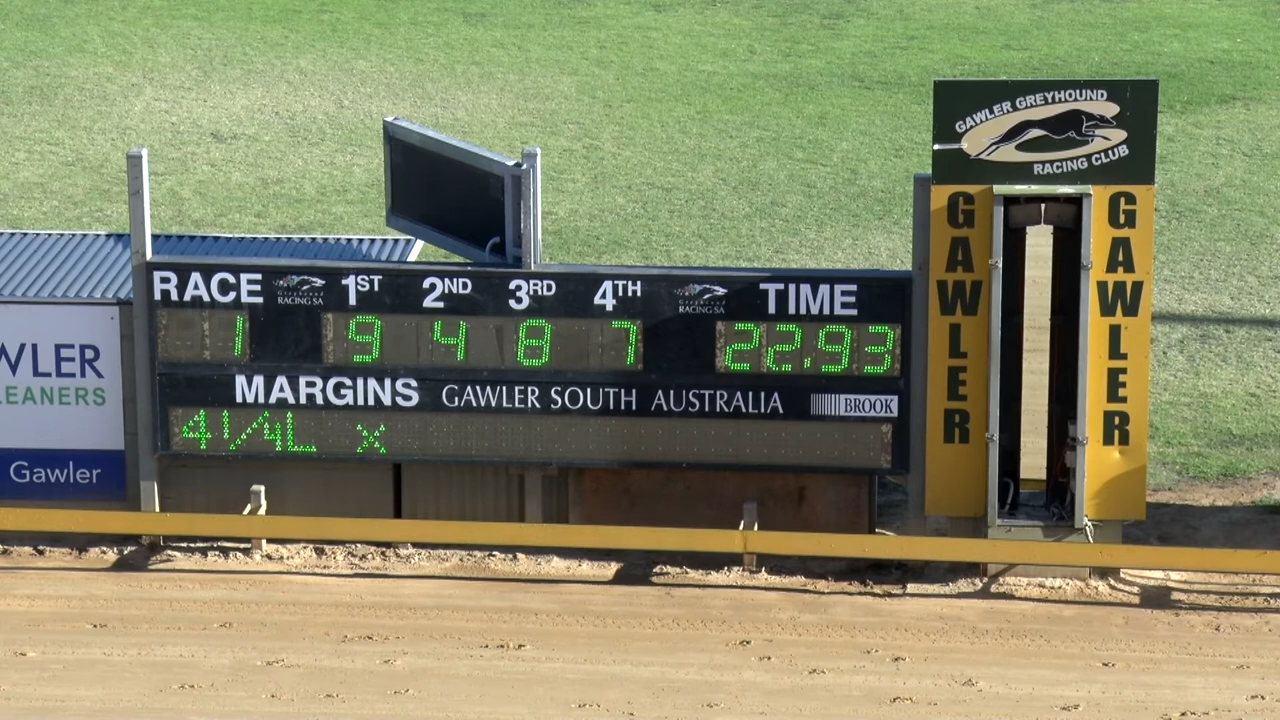 GAWLER GREYHOUND
RACING CLUB
GAWLER
GAWLER
RACE
Greyhound
RACING SA
1ST
2ND
3RD
4TH
Greyhound
RACING SA
TIME
1
9
4
8
7
22.93
MARGINS
GAWLER SOUTH AUSTRALIA
BROOK
4 1/4L x
WLER
EANERS
Gawler